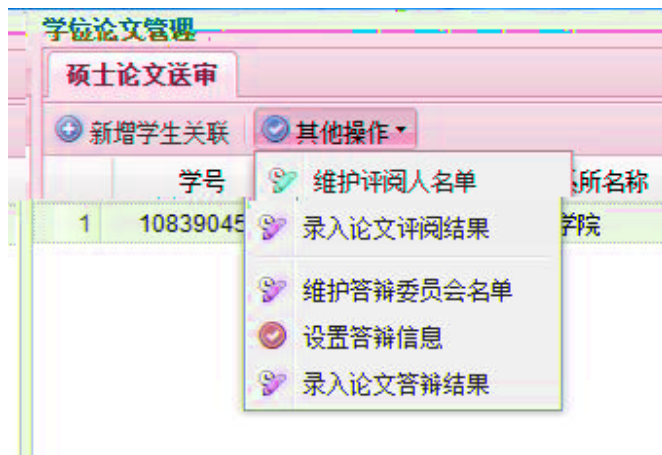 学位论文管理
硕士论文送审
新增学生关联 其他操作
学号 所名称
1 10839045 学院
维护评阅人名单
录入论文评阅结果
维护答辩委员会名单
设置答辩信息
录入论文答辩结果